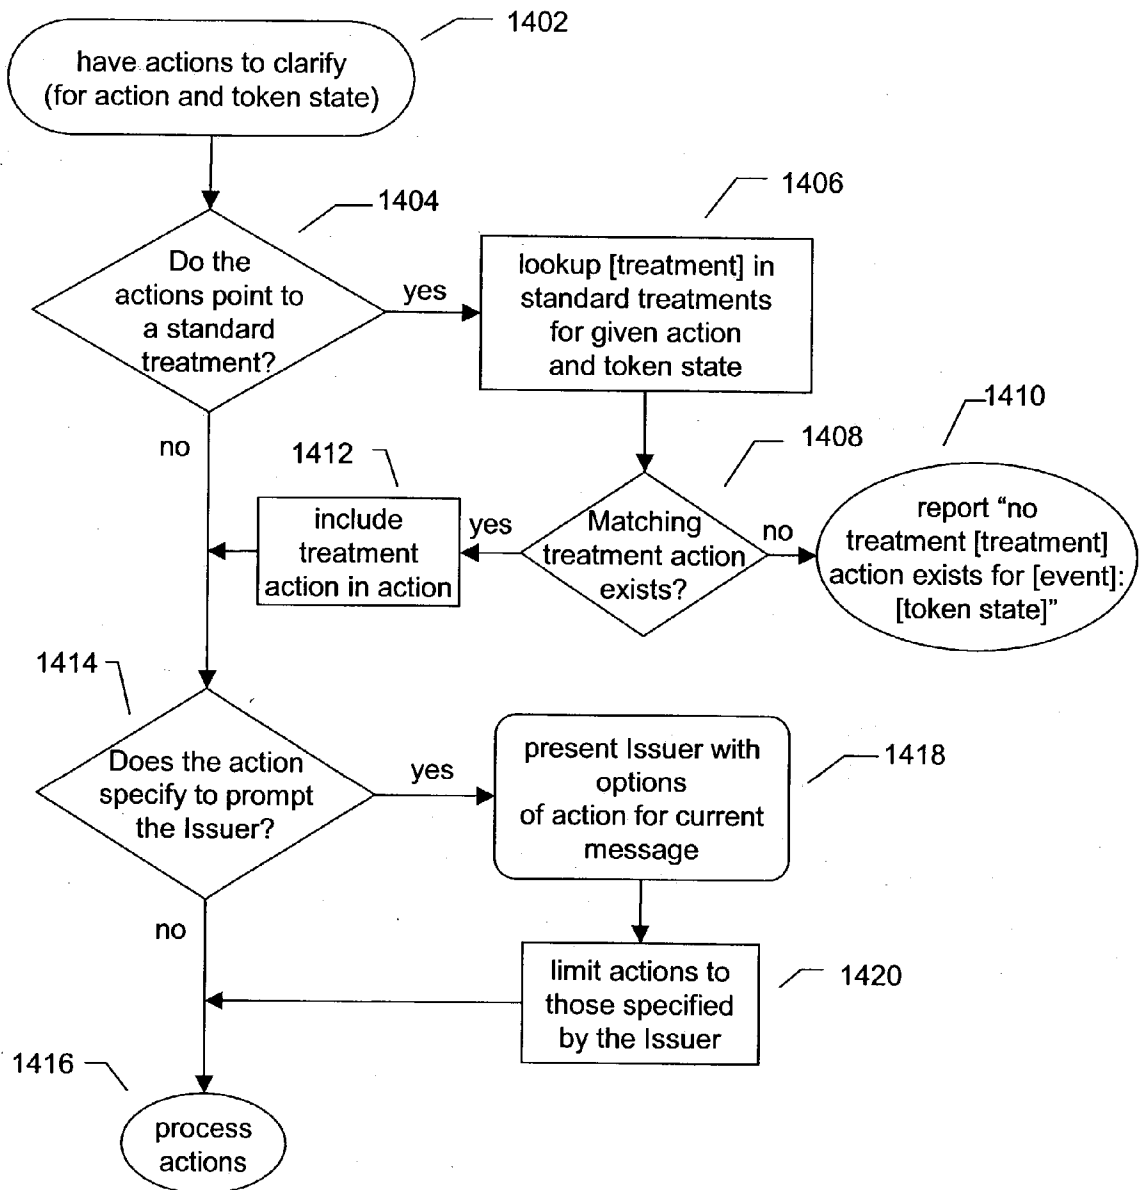 1402
have actions to clarify
(for action and token state)
1404
Do the
actions point to
a standard
treatment?
yes
no
1406
lookup [treatment] in
standard treatments
for given action
and token state
1408
Matching
treatment action
exists?
yes
no
1410
report “no
treatment [treatment]
action exists for [event]:
[token state]”
1412
include
treatment
action in action
1414
Does the action
specify to prompt
the Issuer?
yes
no
1418
present Issuer with
options
of action for current
message
1420
limit actions to
those specified
by the Issuer
1416
process
actions